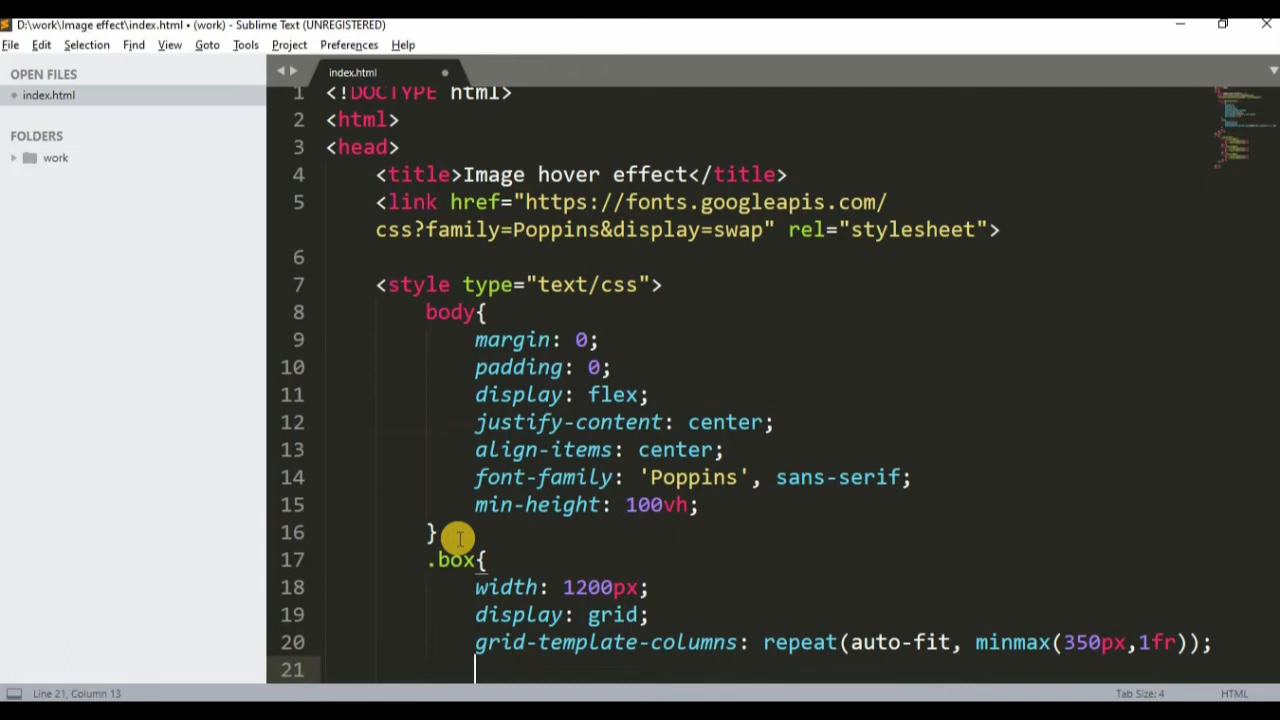 D:\work\Image effect\index.html • (work) - Sublime Text (UNREGISTERED)
File Edit Selection Find View Goto Tools Project Preferences Help
OPEN FILES
index.html
FOLDERS
work
index.html
1 <!DOCTYPE html>
2 <html>
3 <head>
4 <title>Image hover effect</title>
5 <link href="https://fonts.googleapis.com/
css?family=Poppins&display=swap" rel="stylesheet">
6
7 <style type="text/css">
8 body{
9 margin: 0;
10 padding: 0;
11 display: flex;
12 justify-content: center;
13 align-items: center;
14 font-family: 'Poppins', sans-serif;
15 min-height: 100vh;
16 }
17 .box{
18 width: 1200px;
19 display: grid;
20 grid-template-columns: repeat(auto-fit, minmax(350px,1fr));
21
Line 21, Column 13
Tab Size: 4
HTML